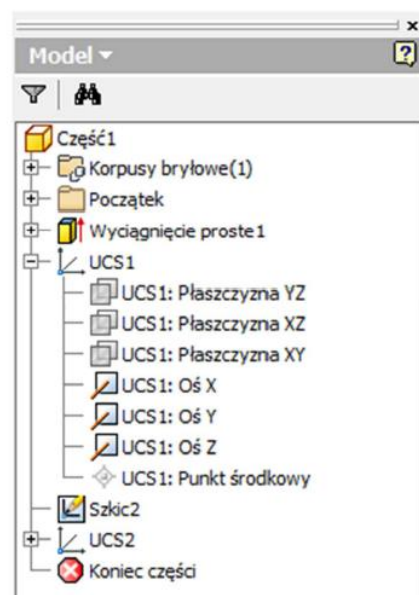 Model
Część1
Korpusy bryłowe(1)
Początek
Wyciągnięcie proste1
UCS1
UCS1: Płaszczyzna YZ
UCS1: Płaszczyzna XZ
UCS1: Płaszczyzna XY
UCS1: Oś X
UCS1: Oś Y
UCS1: Oś Z
UCS1: Punkt środkowy
Szkic2
UCS2
Koniec części